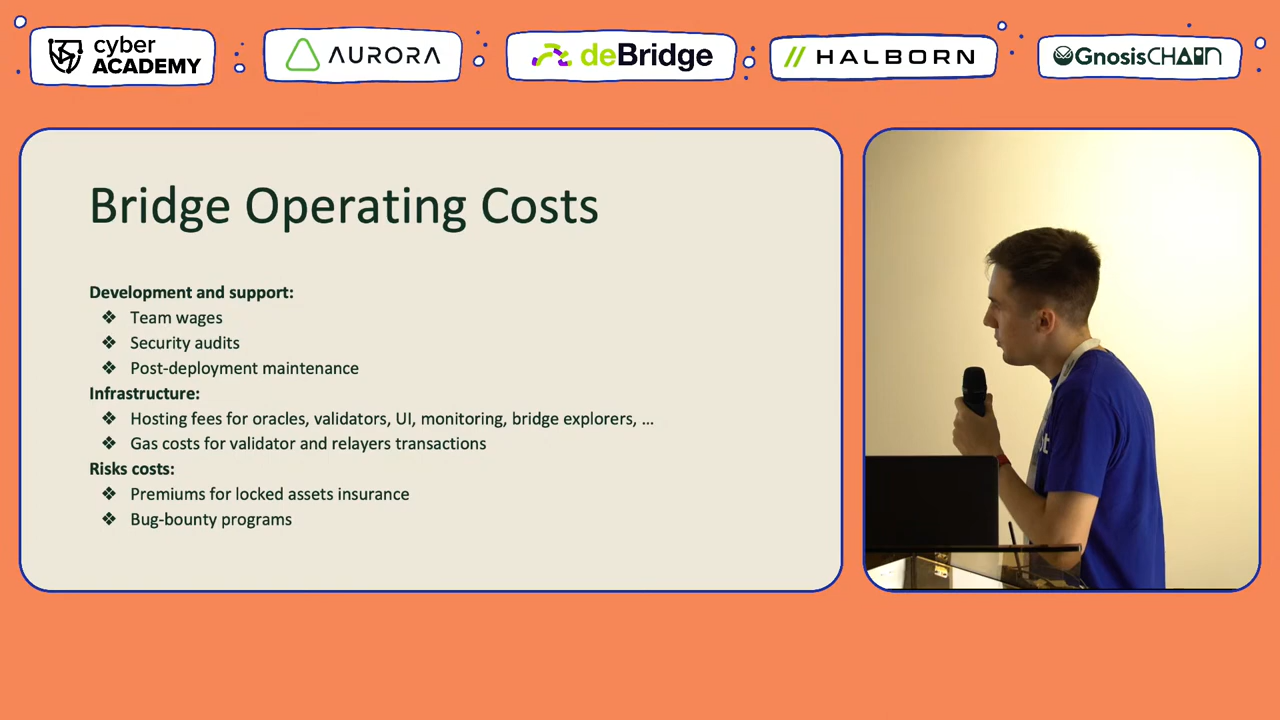 cyber
ACADEMY
AURORA
deBridge
HALBORN
GnosisCHAIN
Bridge Operating Costs
Development and support:
❖ Team wages
❖ Security audits
❖ Post-deployment maintenance
Infrastructure:
❖ Hosting fees for oracles, validators, UI, monitoring, bridge explorers, ...
❖ Gas costs for validator and relayers transactions
Risks costs:
❖ Premiums for locked assets insurance
❖ Bug-bounty programs